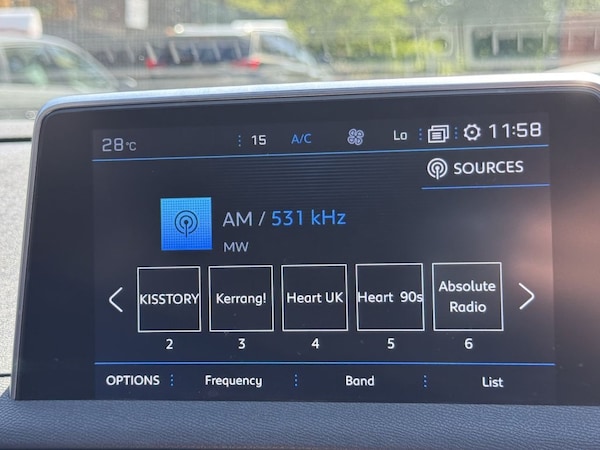 28°C 15 A/C Lo 11:58
SOURCES
AM / 531 kHz
MW
KISSTORY Kerrang! Heart UK Heart 90s Absolute
Radio
2 3 4 5 6
OPTIONS Frequency Band List